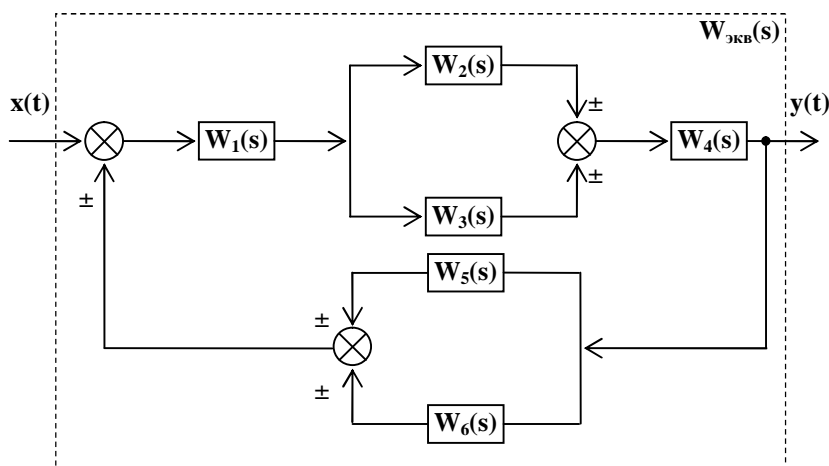 Wэкв(s)
W2(s)
x(t)
±
y(t)
W1(s)
W4(s)
±
±
W3(s)
W5(s)
±
±
W6(s)